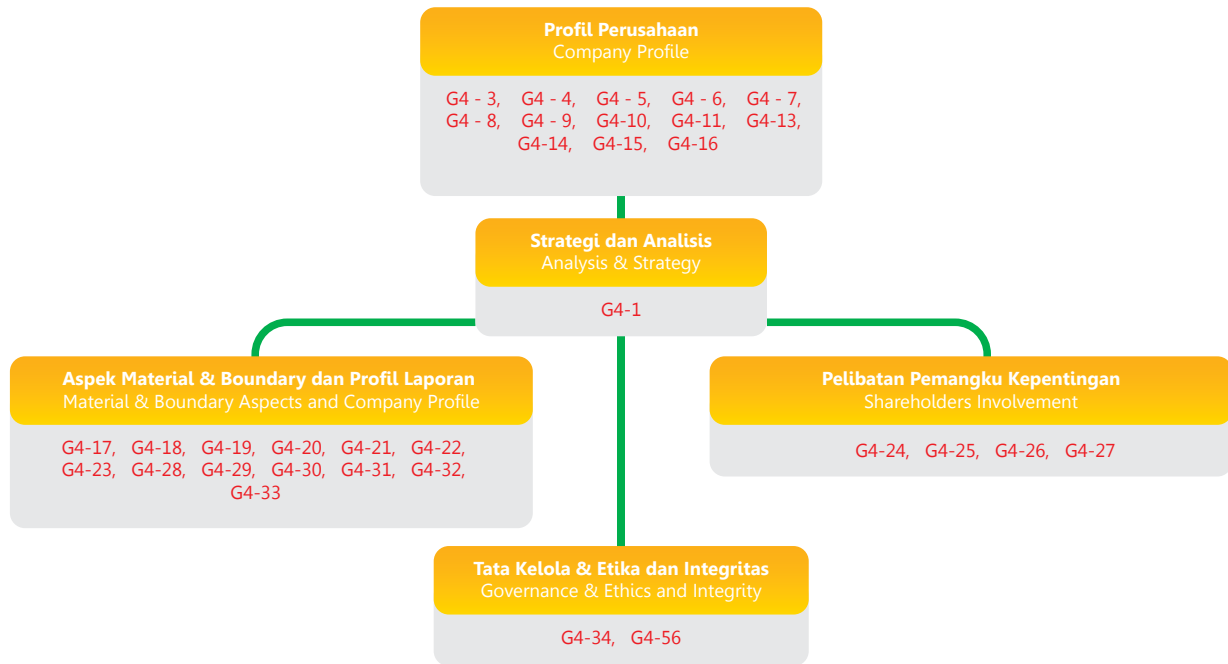 Profil Perusahaan
Company Profile
G4 - 3, G4 - 4, G4 - 5, G4 - 6, G4 - 7,
G4 - 8, G4 - 9, G4-10, G4-11, G4-13,
G4-14, G4-15, G4-16
Strategi dan Analisis
Analysis & Strategy
G4-1
Aspek Material & Boundary dan Profil Laporan
Material & Boundary Aspects and Company Profile
G4-17, G4-18, G4-19, G4-20, G4-21, G4-22,
G4-23, G4-28, G4-29, G4-30, G4-31, G4-32,
G4-33
Pelibatan Pemangku Kepentingan
Shareholders Involvement
G4-24, G4-25, G4-26, G4-27
Tata Kelola & Etika dan Integritas
Governance & Ethics and Integrity
G4-34, G4-56